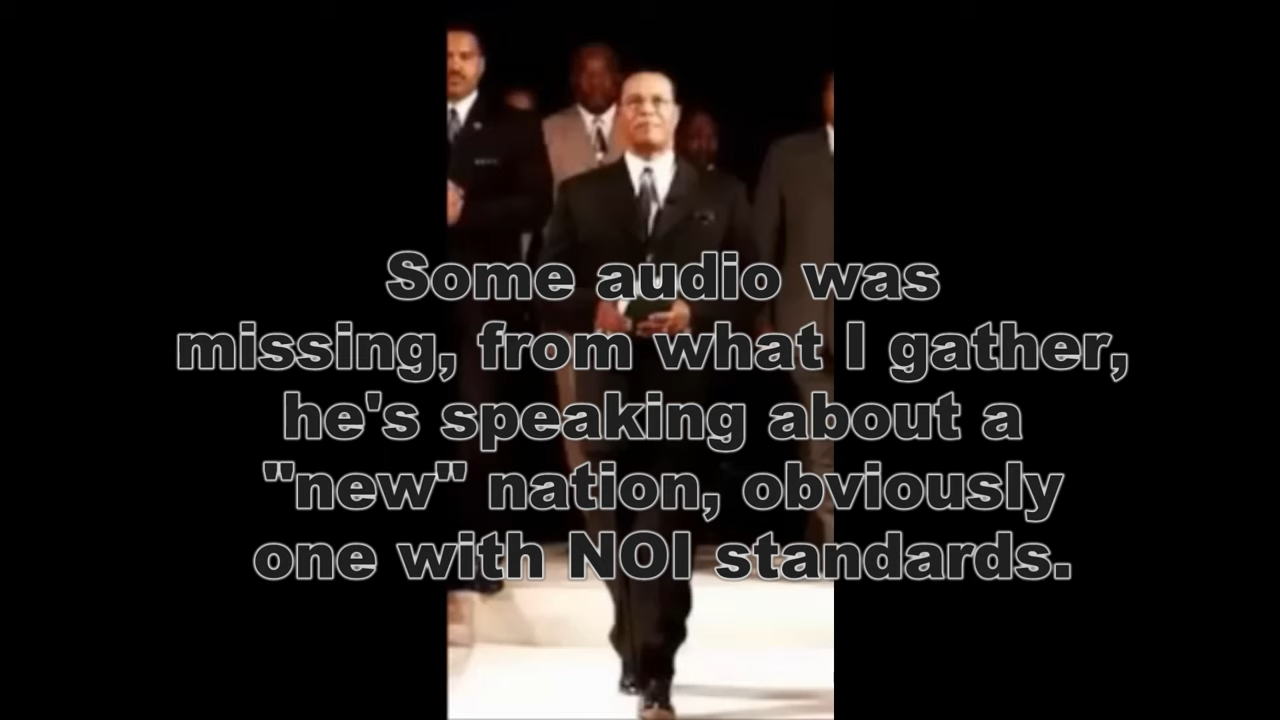 Some audio was
missing, from what I gather,
he's speaking about a
"new" nation, obviously
one with NOI standards.